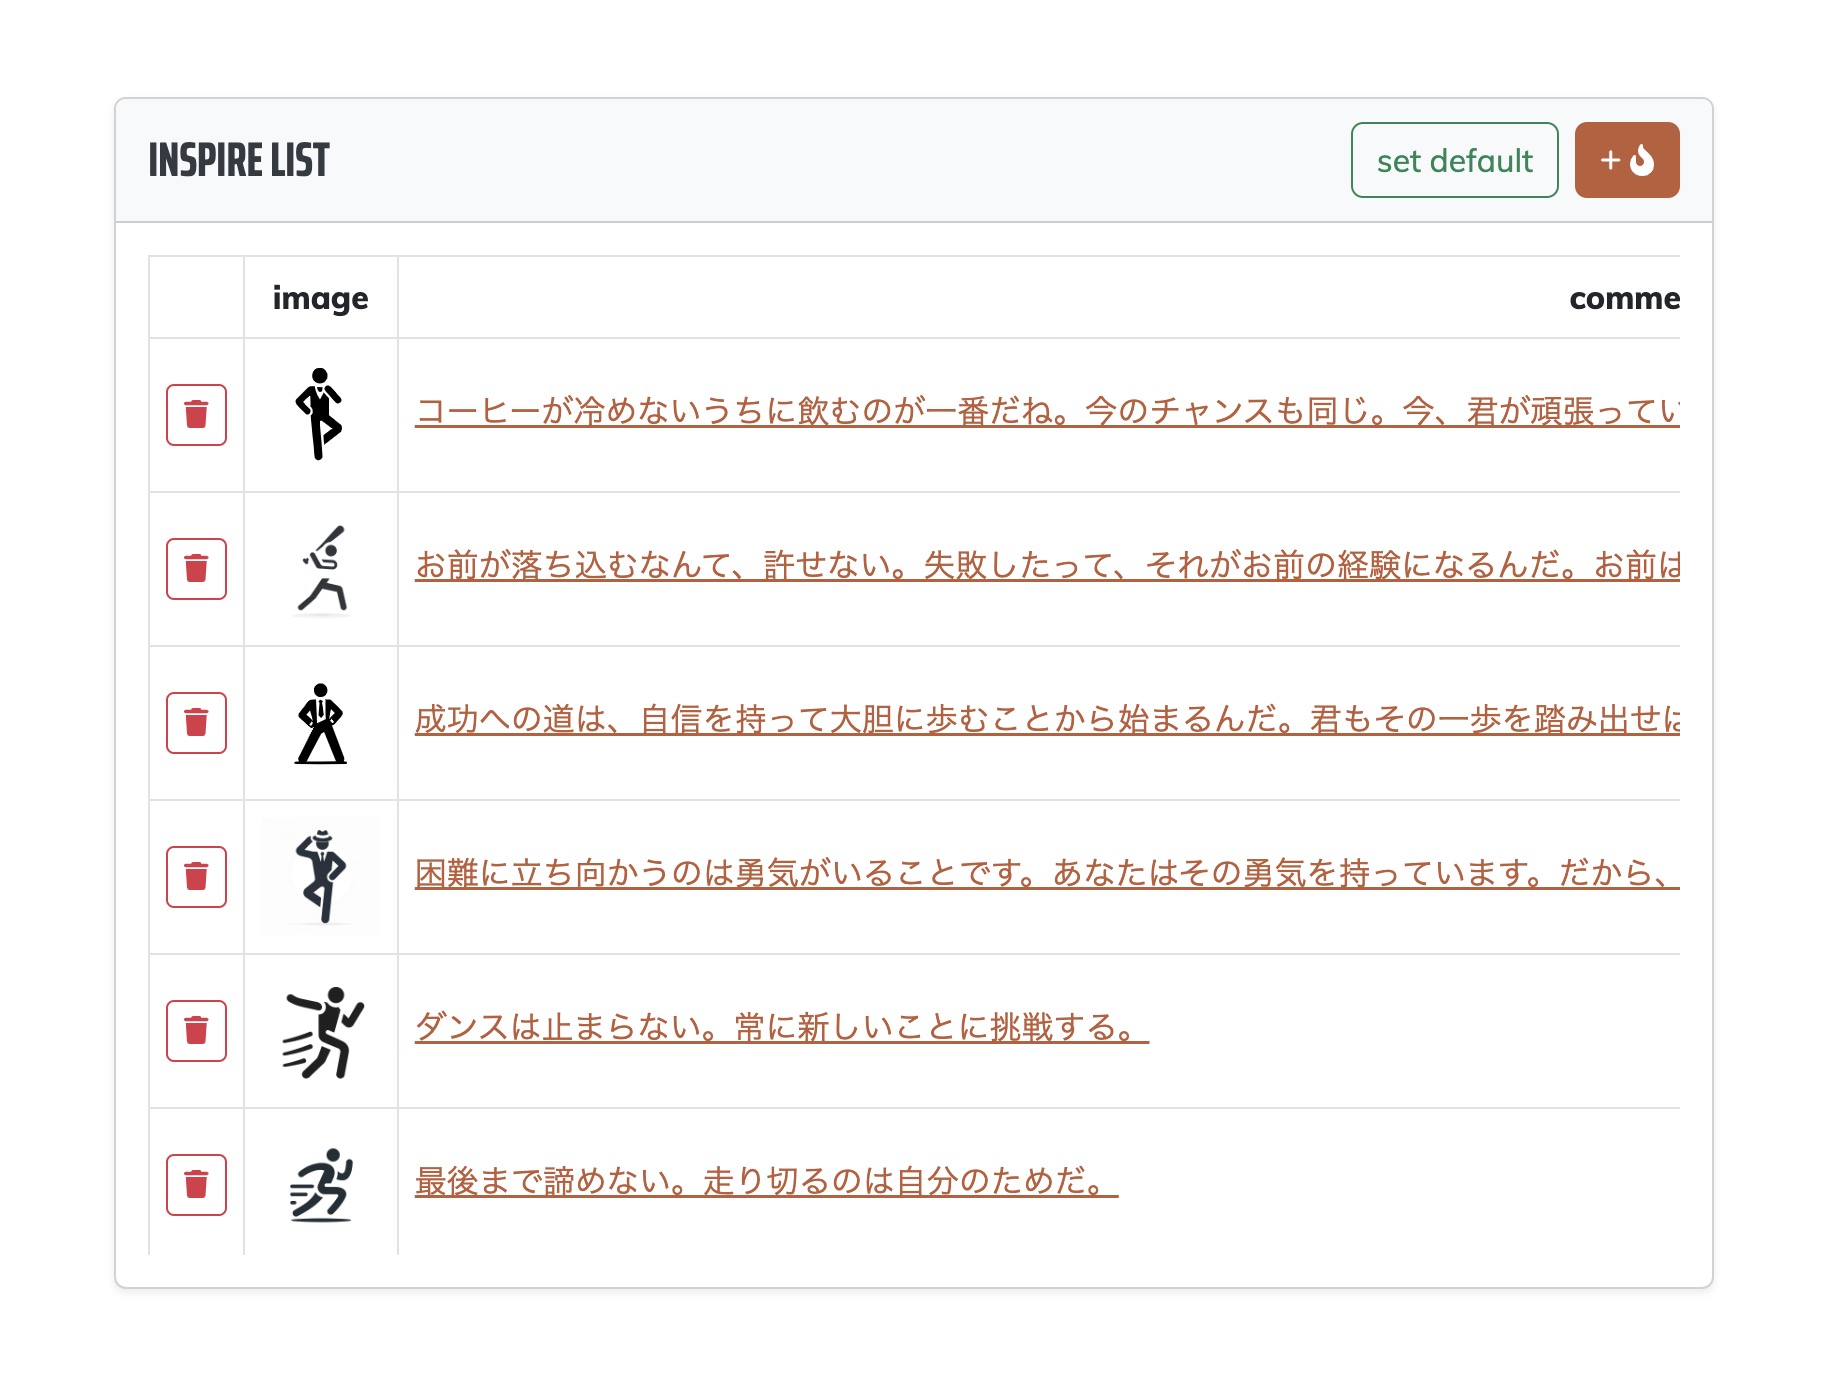 INSPIRE LIST
set default
+
image
comme
コーヒーが冷めないうちに飲むのが一番だね。今のチャンスも同じ。今、君が頑張ってい
お前が落ち込むなんて、許せない。失敗したって、それがお前の経験になるんだ。お前は
成功への道は、自信を持って大胆に歩むことから始まるんだ。君もその一歩を踏み出せは
困難に立ち向かうのは勇気がいることです。あなたはその勇気を持っています。だから、
ダンスは止まらない。常に新しいことに挑戦する。
最後まで諦めない。走り切るのは自分のためだ。